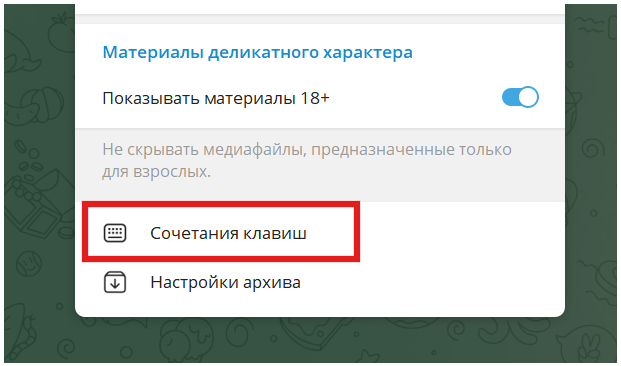 Материалы деликатного характера
Показывать материалы 18+
Не скрывать медиафайлы, предназначенные только
для взрослых.
Сочетания клавиш
Настройки архива